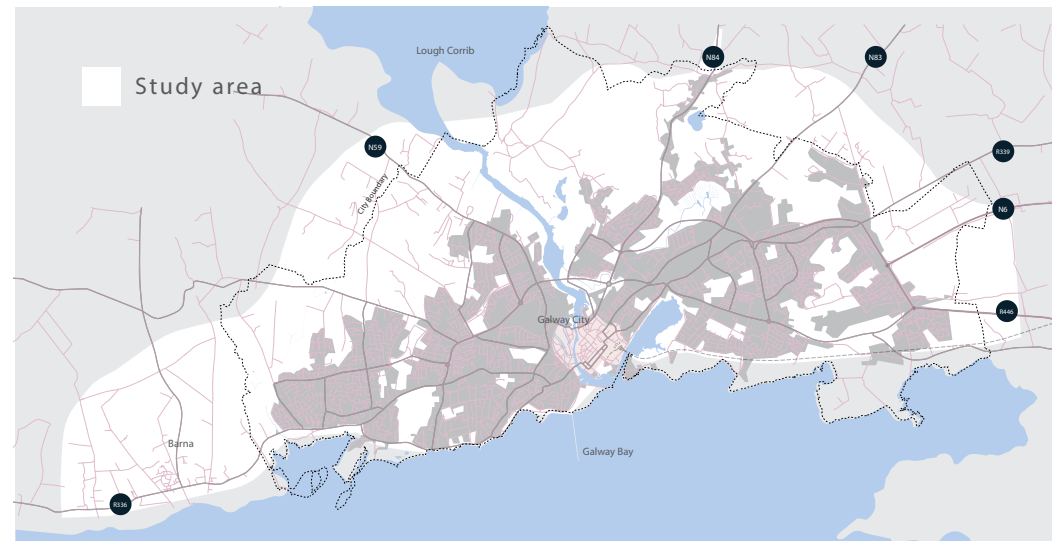 Lough Corrib
N84
N83
Study area
N59
R339
City Boundary
N6
R446
Galway City
Barna
Galway Bay
R336